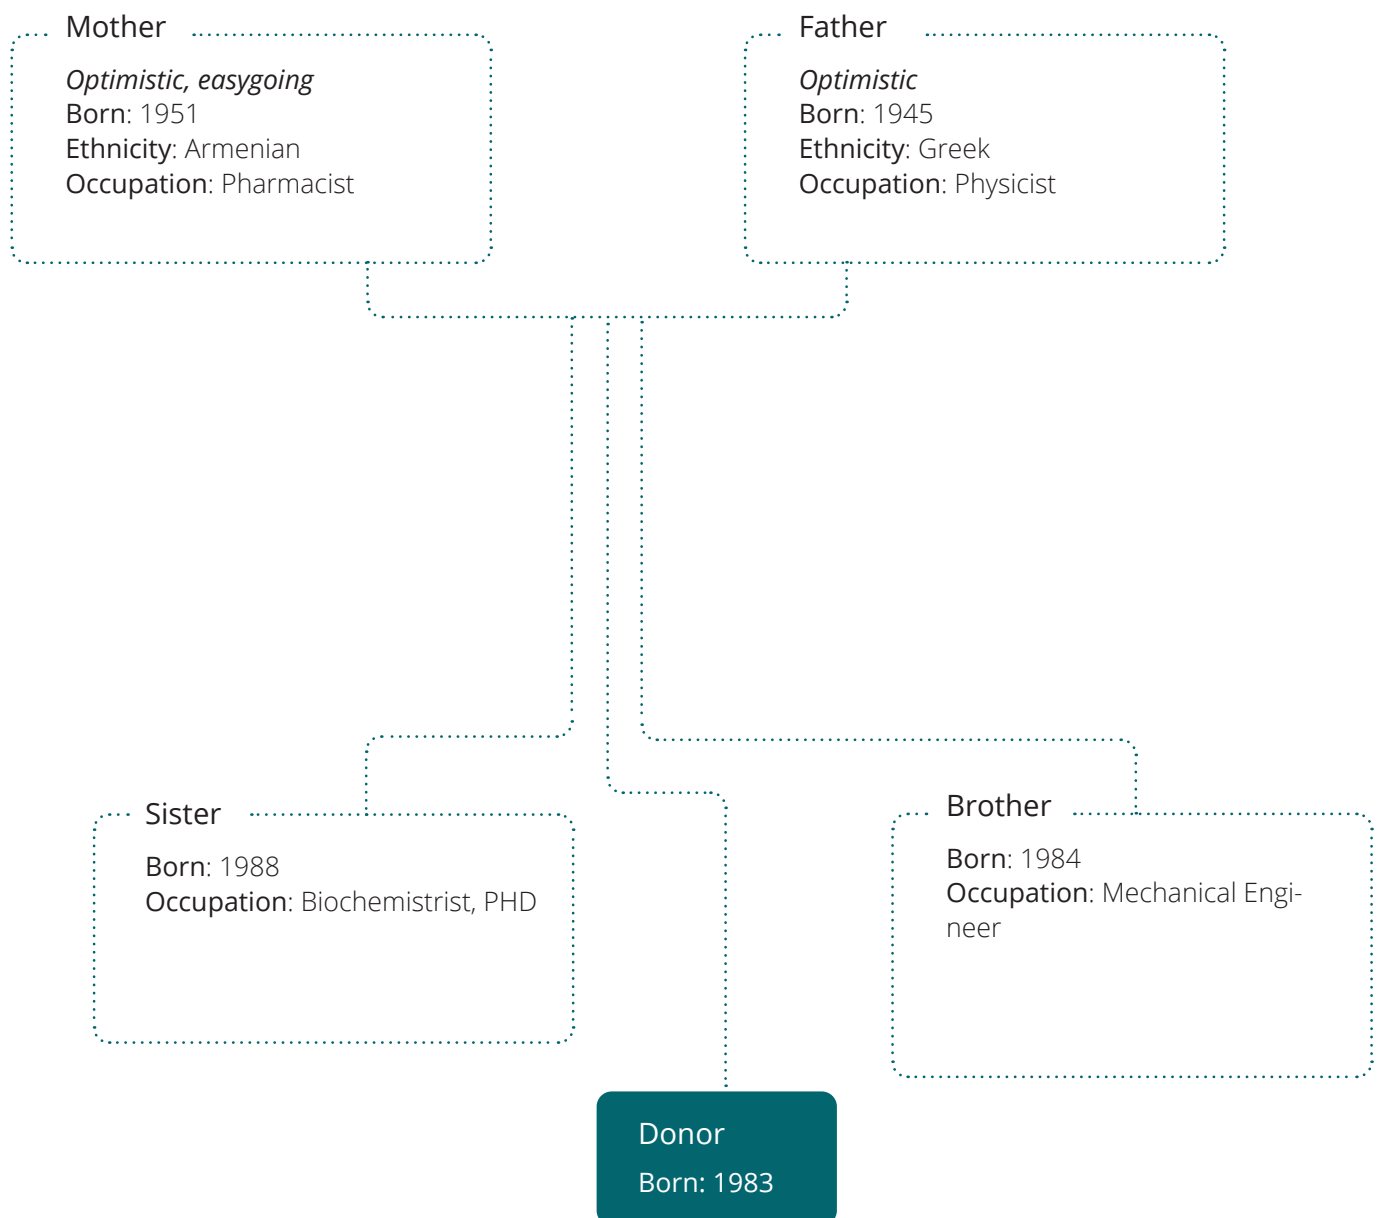 Mother
Optimistic, easygoing
Born: 1951
Ethnicity: Armenian
Occupation: Pharmacist
Father
Optimistic
Born: 1945
Ethnicity: Greek
Occupation: Physicist
Sister
Born: 1988
Occupation: Biochemistrist, PHD
Brother
Born: 1984
Occupation: Mechanical Engi-
neer
Donor
Born: 1983